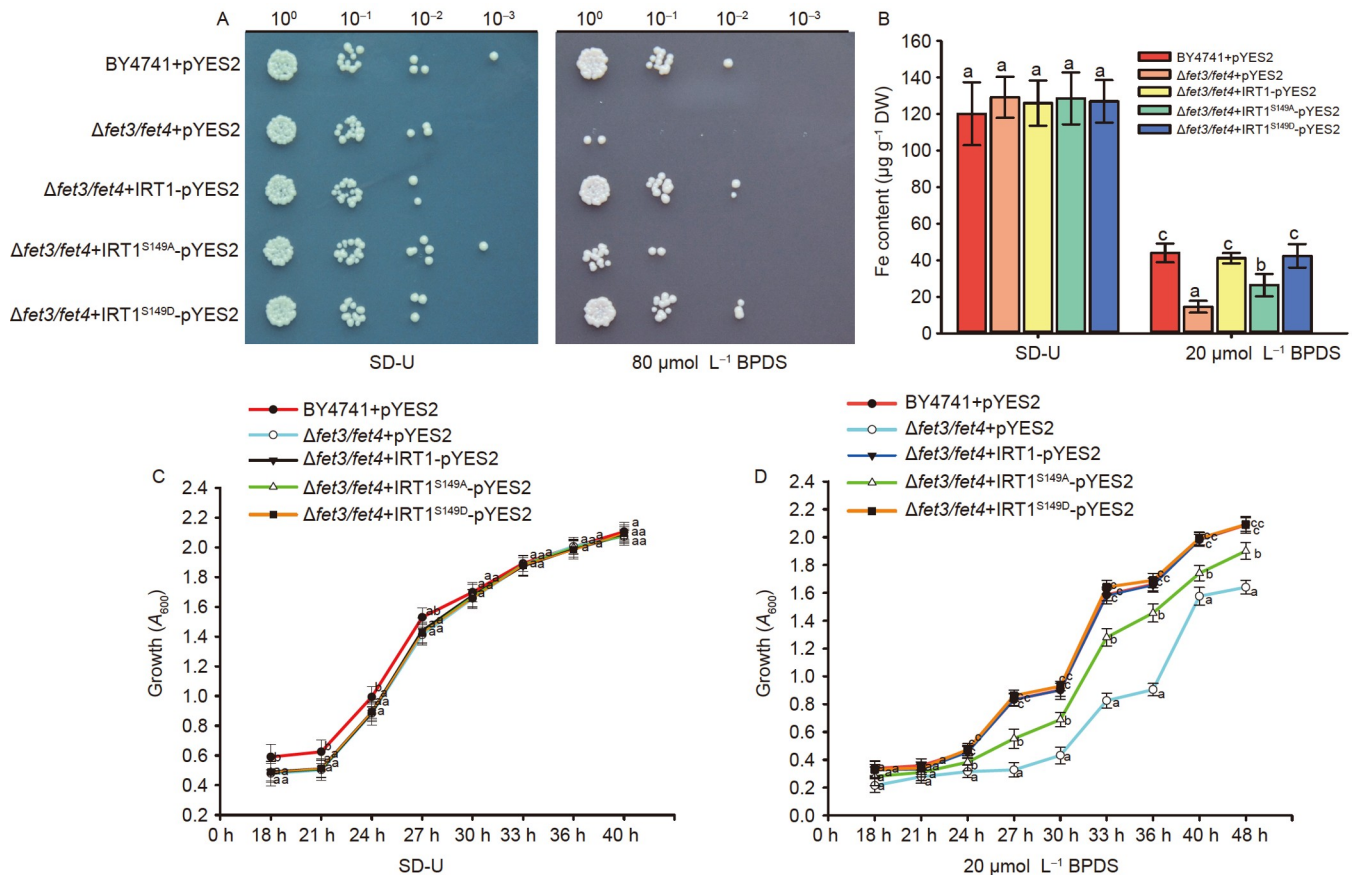 A
10⁰ 10⁻¹ 10⁻² 10⁻³
10⁰ 10⁻¹ 10⁻² 10⁻³
BY4741+pYES2
Δfet3/fet4+pYES2
Δfet3/fet4+IRT1-pYES2
Δfet3/fet4+IRT1ˢ¹⁴⁹ᴬ-pYES2
Δfet3/fet4+IRT1ˢ¹⁴⁹ᴰ-pYES2
SD-U
80 µmol L⁻¹ BPDS
B
Fe content (µg g⁻¹ DW)
160
140
120
100
80
60
40
20
0
BY4741+pYES2
Δfet3/fet4+pYES2
Δfet3/fet4+IRT1-pYES2
Δfet3/fet4+IRT1ˢ¹⁴⁹ᴬ-pYES2
Δfet3/fet4+IRT1ˢ¹⁴⁹ᴰ-pYES2
a a a a a
c a c b c
SD-U
20 µmol L⁻¹ BPDS
C
BY4741+pYES2
Δfet3/fet4+pYES2
Δfet3/fet4+IRT1-pYES2
Δfet3/fet4+IRT1ˢ¹⁴⁹ᴬ-pYES2
Δfet3/fet4+IRT1ˢ¹⁴⁹ᴰ-pYES2
Growth (A₆₀₀)
2.4
2.2
2.0
1.8
1.6
1.4
1.2
1.0
0.8
0.6
0.4
0.2
0 h 18 h 21 h 24 h 27 h 30 h 33 h 36 h 40 h
SD-U
D
BY4741+pYES2
Δfet3/fet4+pYES2
Δfet3/fet4+IRT1-pYES2
Δfet3/fet4+IRT1ˢ¹⁴⁹ᴬ-pYES2
Δfet3/fet4+IRT1ˢ¹⁴⁹ᴰ-pYES2
Growth (A₆₀₀)
2.4
2.2
2.0
1.8
1.6
1.4
1.2
1.0
0.8
0.6
0.4
0.2
0.0
0 h 18 h 21 h 24 h 27 h 30 h 33 h 36 h 40 h 48 h
20 µmol L⁻¹ BPDS